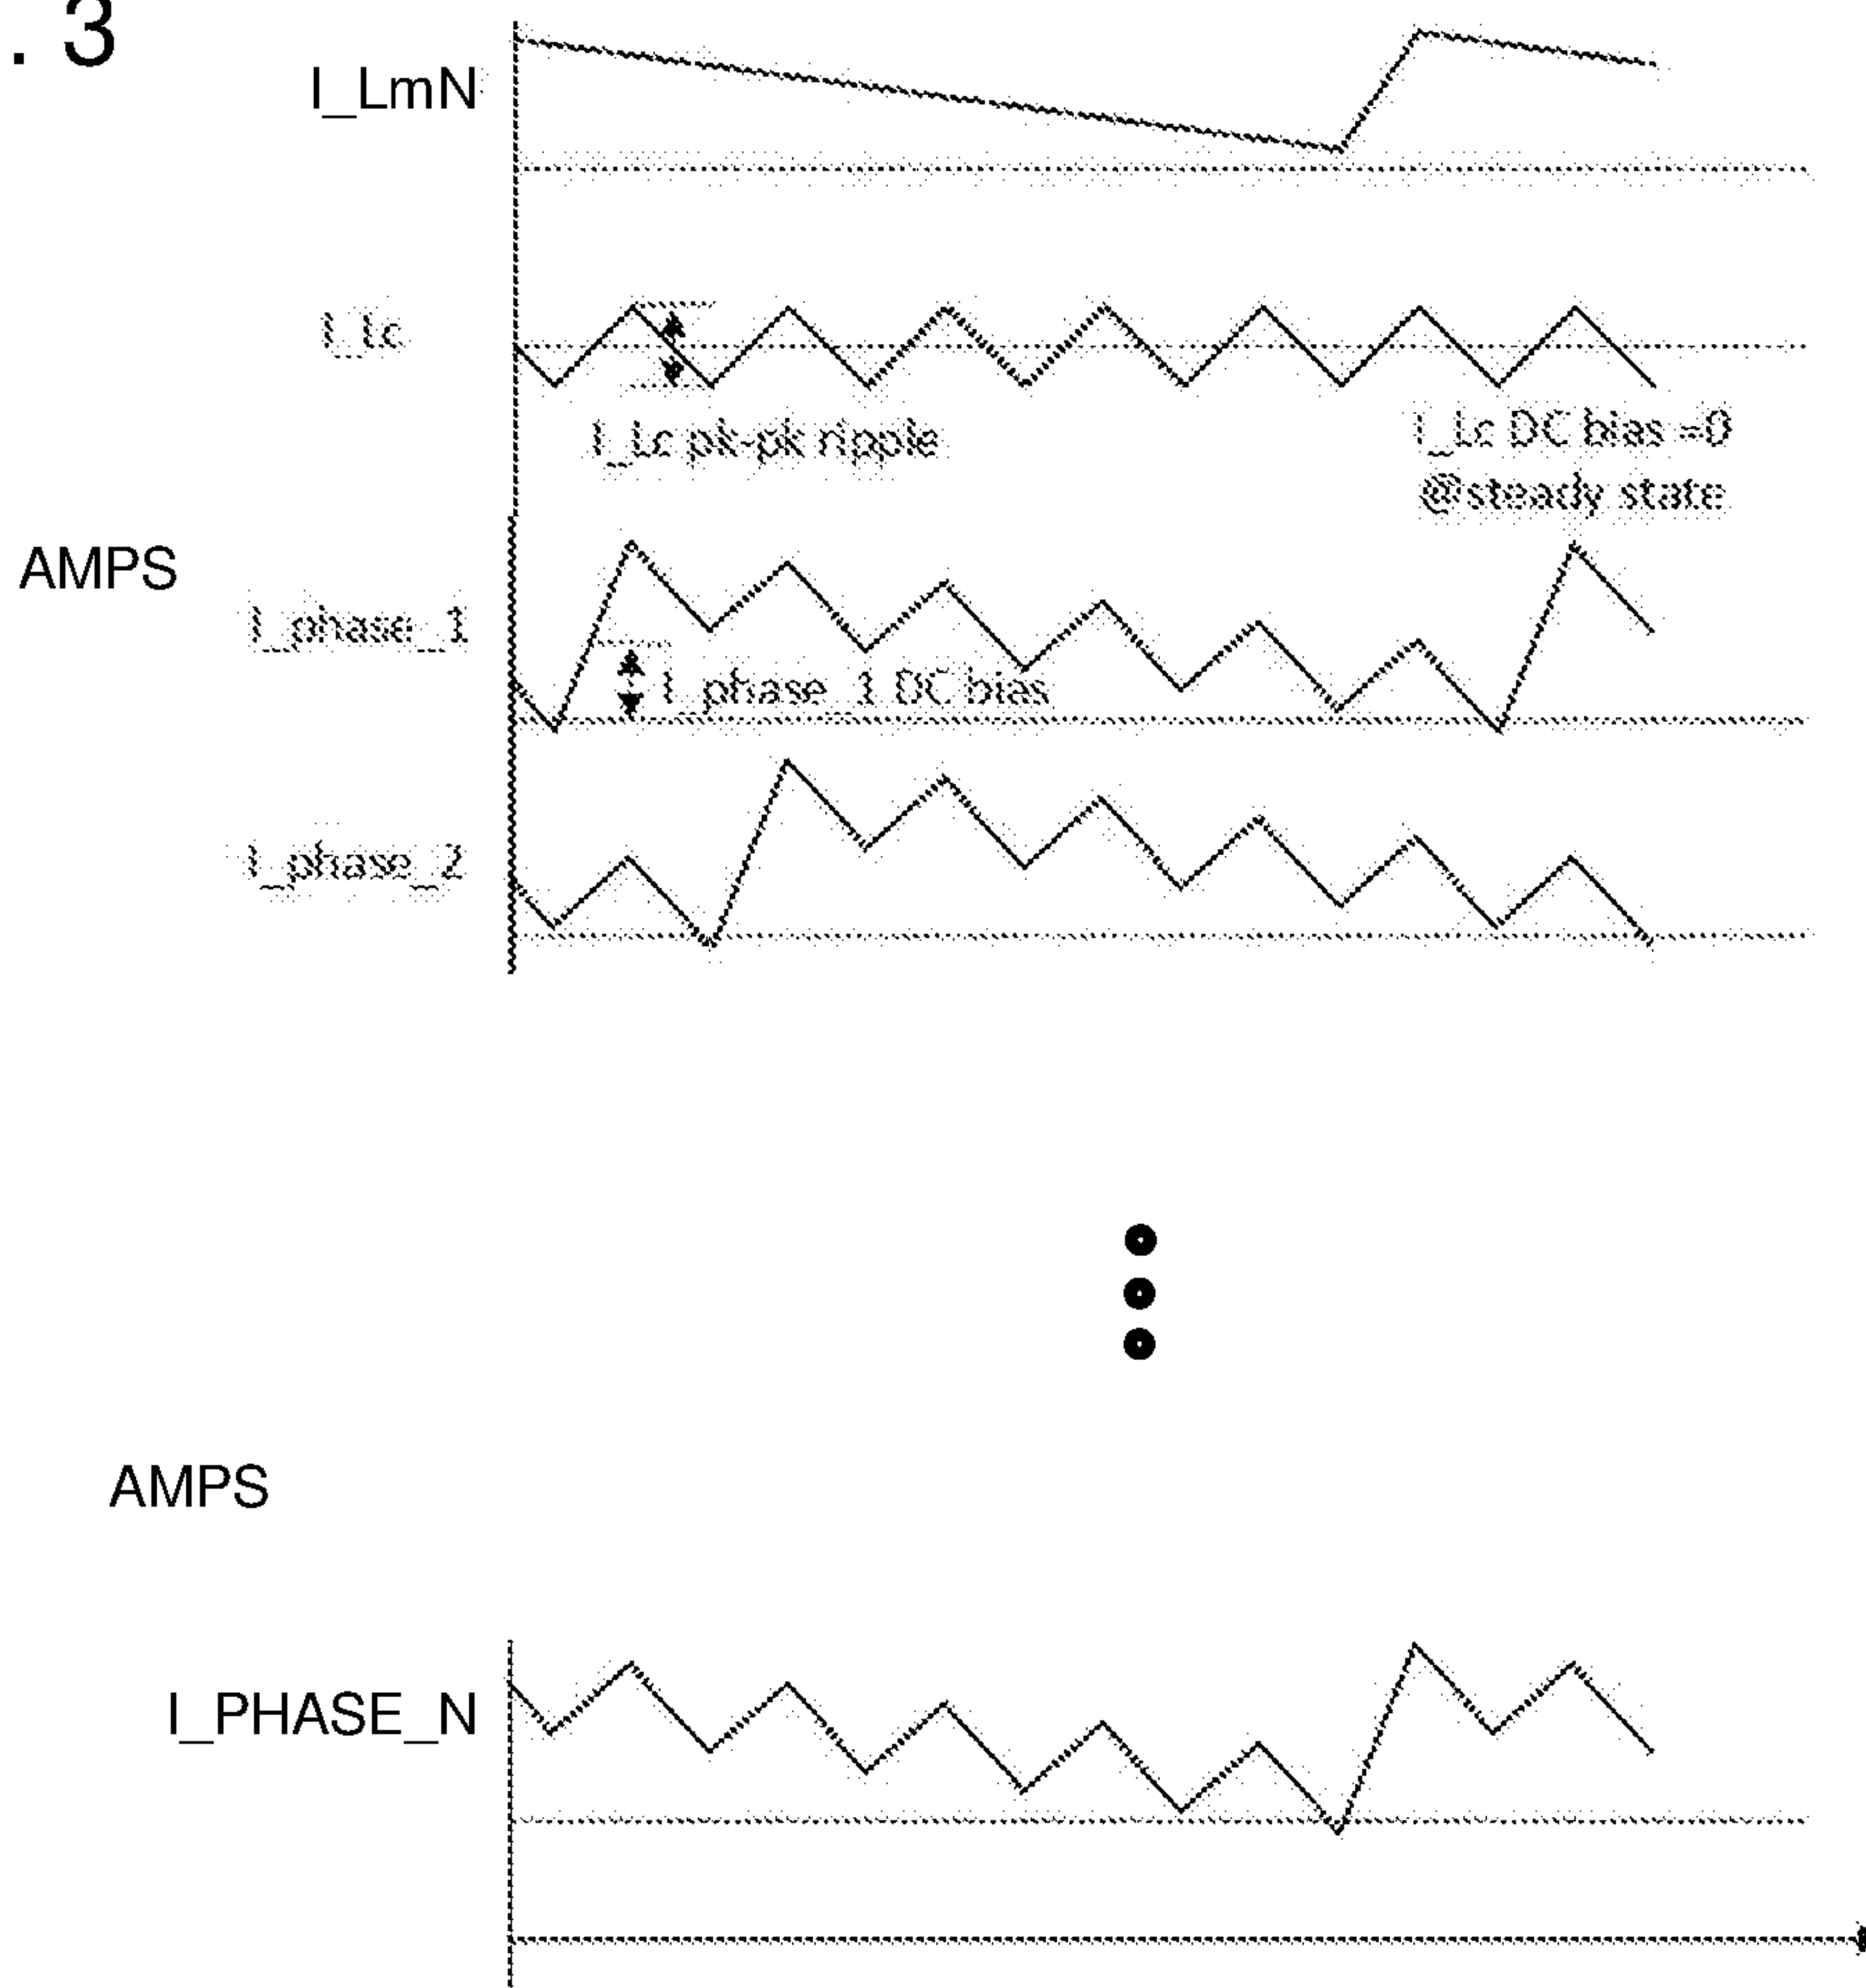 . 3
I_LmN
I_Lc
I_Lc pk-pk ripple
I_Lc DC bias =0
@steady state
AMPS
I_phase_1
I_phase_1 DC bias
I_phase_2
AMPS
I_PHASE_N